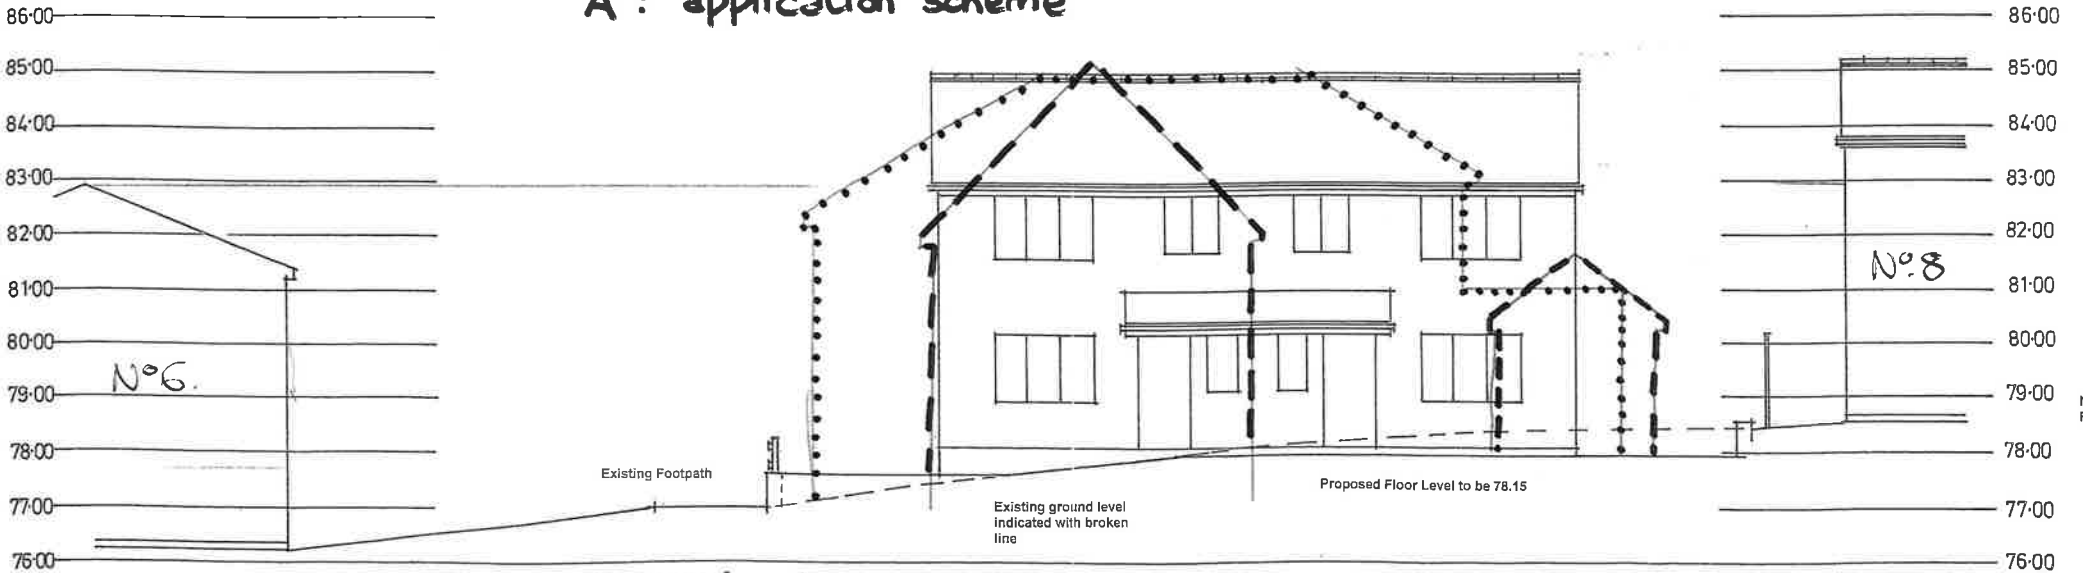 A : application scheme
86·00
85·00
84·00
83·00
82·00
81·00
80·00
79·00
78·00
77·00
76·00
Nº6.
Existing Footpath
Existing ground level
indicated with broken
line
Proposed Floor Level to be 78.15
Nº.8
86·00
85·00
84·00
83·00
82·00
81·00
80·00
79·00
78·00
77·00
76·00